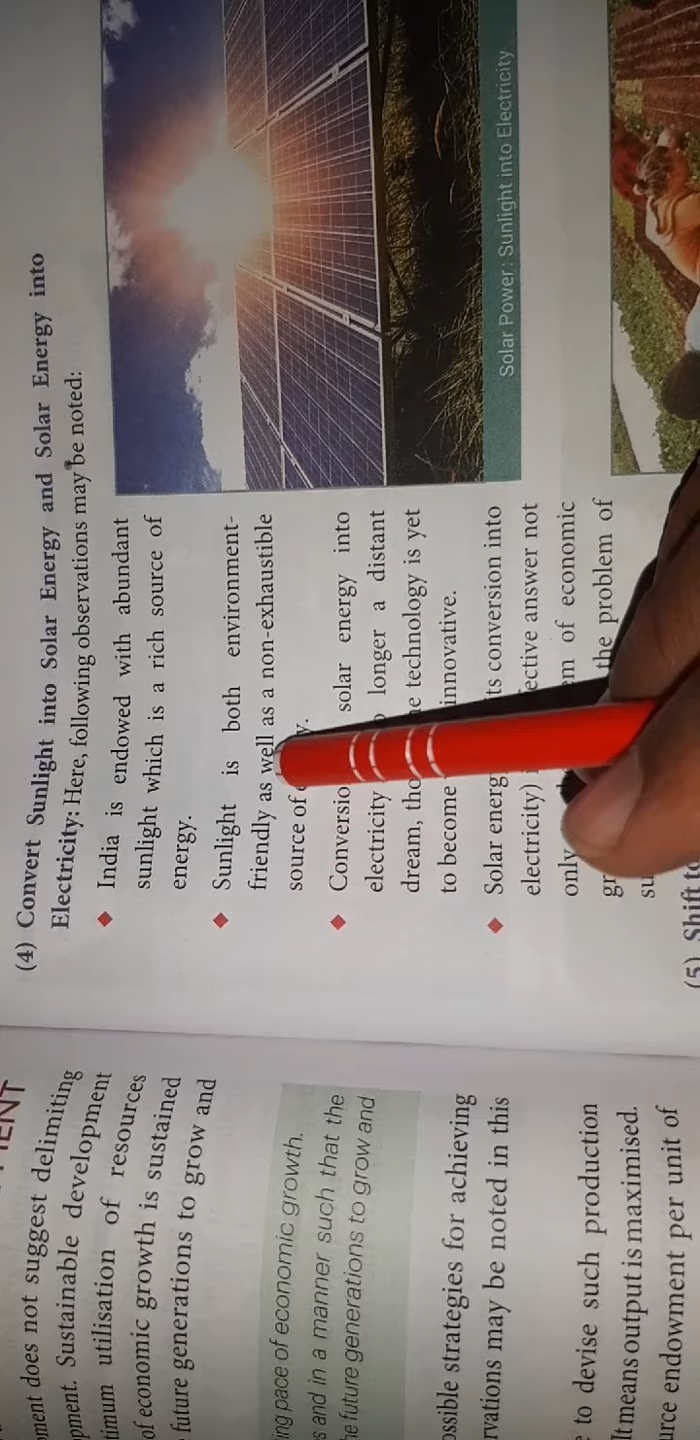 MENT
ment does not suggest delimiting
pment. Sustainable development
timum utilisation of resources
of economic growth is sustained
future generations to grow and
ing pace of economic growth.
s and in a manner such that the
he future generations to grow and
ossible strategies for achieving
rvations may be noted in this
e to devise such production
It means output is maximised.
urce endowment per unit of
(4) Convert Sunlight into Solar Energy and Solar Energy into
Electricity: Here, following observations may be noted:
◆ India is endowed with abundant
sunlight which is a rich source of
energy.
◆ Sunlight is both environment-
friendly as well as a non-exhaustible
source of
◆ Conversio solar energy into
electricity longer a distant
dream, tho technology is yet
to become innovative.
◆ Solar energ ts conversion into
electricity) ective answer not
only of economic
gr the problem of
su
(5) Shift to
Solar Power: Sunlight into Electricity